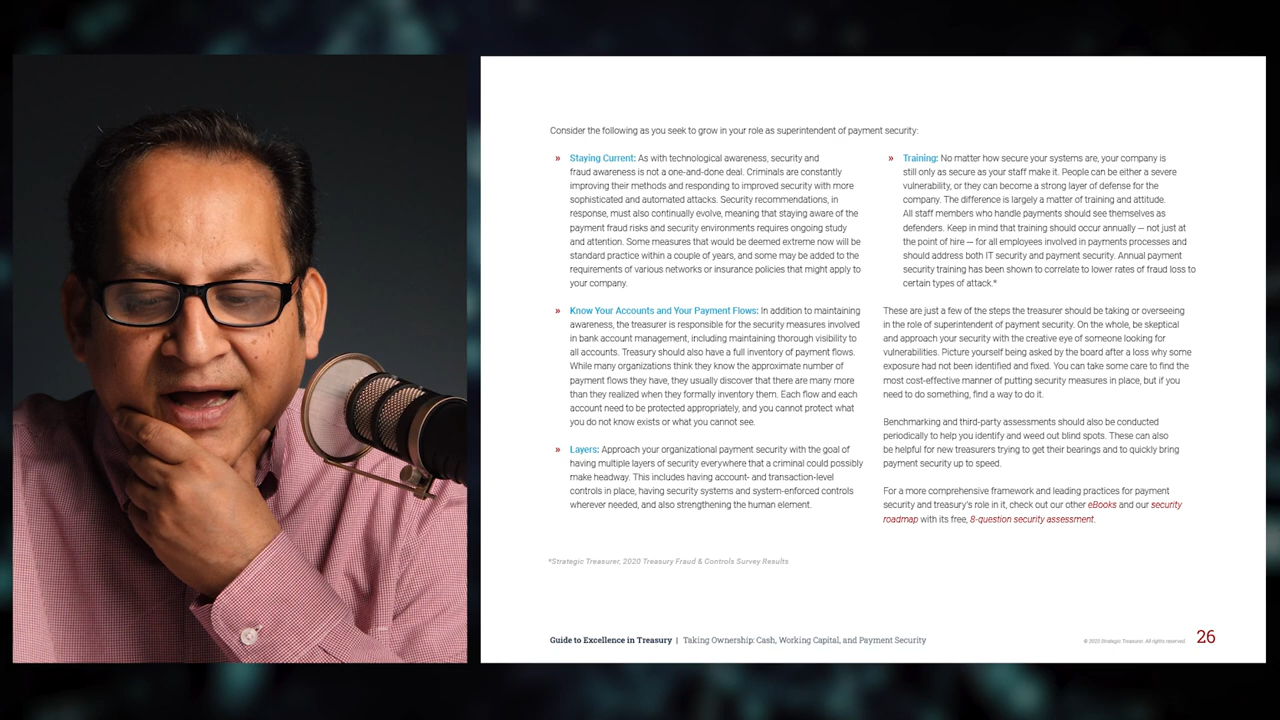 Consider the following as you seek to grow in your role as superintendent of payment security:
» Staying Current: As with technological awareness, security and
fraud awareness is not a one-and-done deal. Criminals are constantly
improving their methods and responding to improved security with more
sophisticated and automated attacks. Security recommendations, in
response, must also continually evolve, meaning that staying aware of the
payment fraud risks and security environments requires ongoing study
and attention. Some measures that would be deemed extreme now will be
standard practice within a couple of years, and some may be added to the
requirements of various networks or insurance policies that might apply to
your company.
» Know Your Accounts and Your Payment Flows: In addition to maintaining
awareness, the treasurer is responsible for the security measures involved
in bank account management, including maintaining thorough visibility to
all accounts. Treasury should also have a full inventory of payment flows.
While many organizations think they know the approximate number of
payment flows they have, they usually discover that there are many more
than they realized when they formally inventory them. Each flow and each
account need to be protected appropriately, and you cannot protect what
you do not know exists or what you cannot see.
» Layers: Approach your organizational payment security with the goal of
having multiple layers of security everywhere that a criminal could possibly
make headway. This includes having account- and transaction-level
controls in place, having security systems and system-enforced controls
wherever needed, and also strengthening the human element.
» Training: No matter how secure your systems are, your company is
still only as secure as your staff make it. People can be either a severe
vulnerability, or they can become a strong layer of defense for the
company. The difference is largely a matter of training and attitude.
All staff members who handle payments should see themselves as
defenders. Keep in mind that training should occur annually — not just at
the point of hire — for all employees involved in payments processes and
should address both IT security and payment security. Annual payment
security training has been shown to correlate to lower rates of fraud loss to
certain types of attack.*
These are just a few of the steps the treasurer should be taking or overseeing
in the role of superintendent of payment security. On the whole, be skeptical
and approach your security with the creative eye of someone looking for
vulnerabilities. Picture yourself being asked by the board after a loss why some
exposure had not been identified and fixed. You can take some care to find the
most cost-effective manner of putting security measures in place, but if you
need to do something, find a way to do it.
Benchmarking and third-party assessments should also be conducted
periodically to help you identify and weed out blind spots. These can also
be helpful for new treasurers trying to get their bearings and to quickly bring
payment security up to speed.
For a more comprehensive framework and leading practices for payment
security and treasury's role in it, check out our other eBooks and our security
roadmap with its free, 8-question security assessment.
*Strategic Treasurer, 2020 Treasury Fraud & Controls Survey Results
Guide to Excellence in Treasury | Taking Ownership: Cash, Working Capital, and Payment Security
Strategic Treasurer. All rights reserved. 26